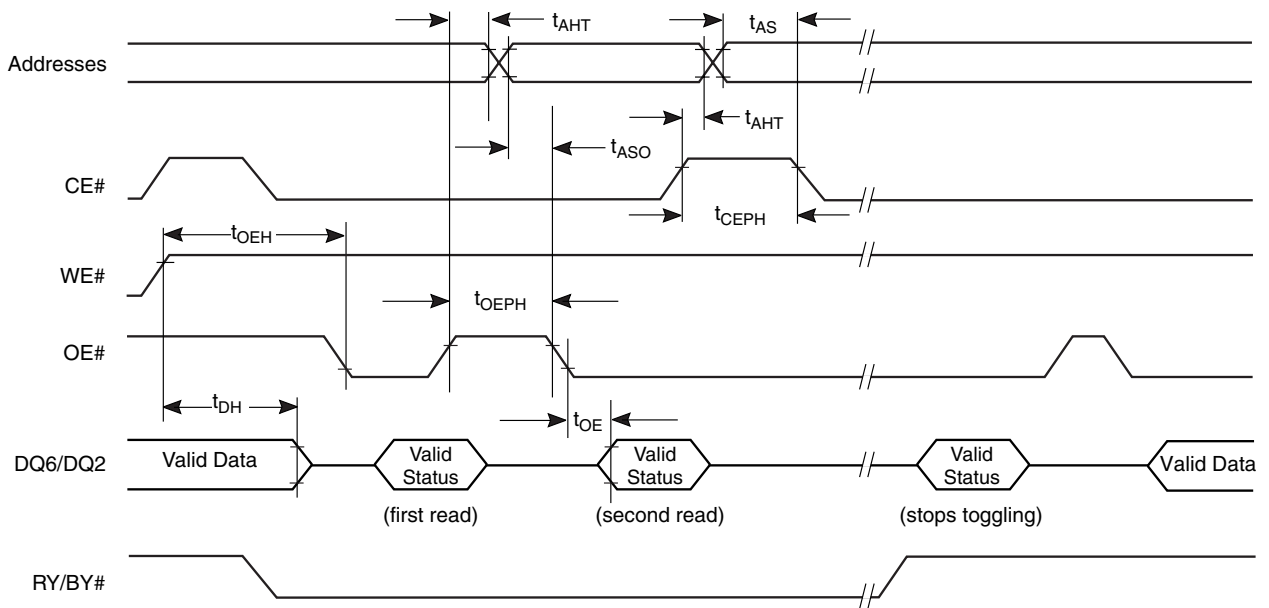 tAHT
tAS
Addresses
tAHT
tASO
CE#
tCEPH
tOEH
WE#
tOEPH
OE#
tDH
tOE
DQ6/DQ2
Valid Data
Valid
Status
Valid
Status
Valid
Status
Valid Data
(first read)
(second read)
(stops toggling)
RY/BY#